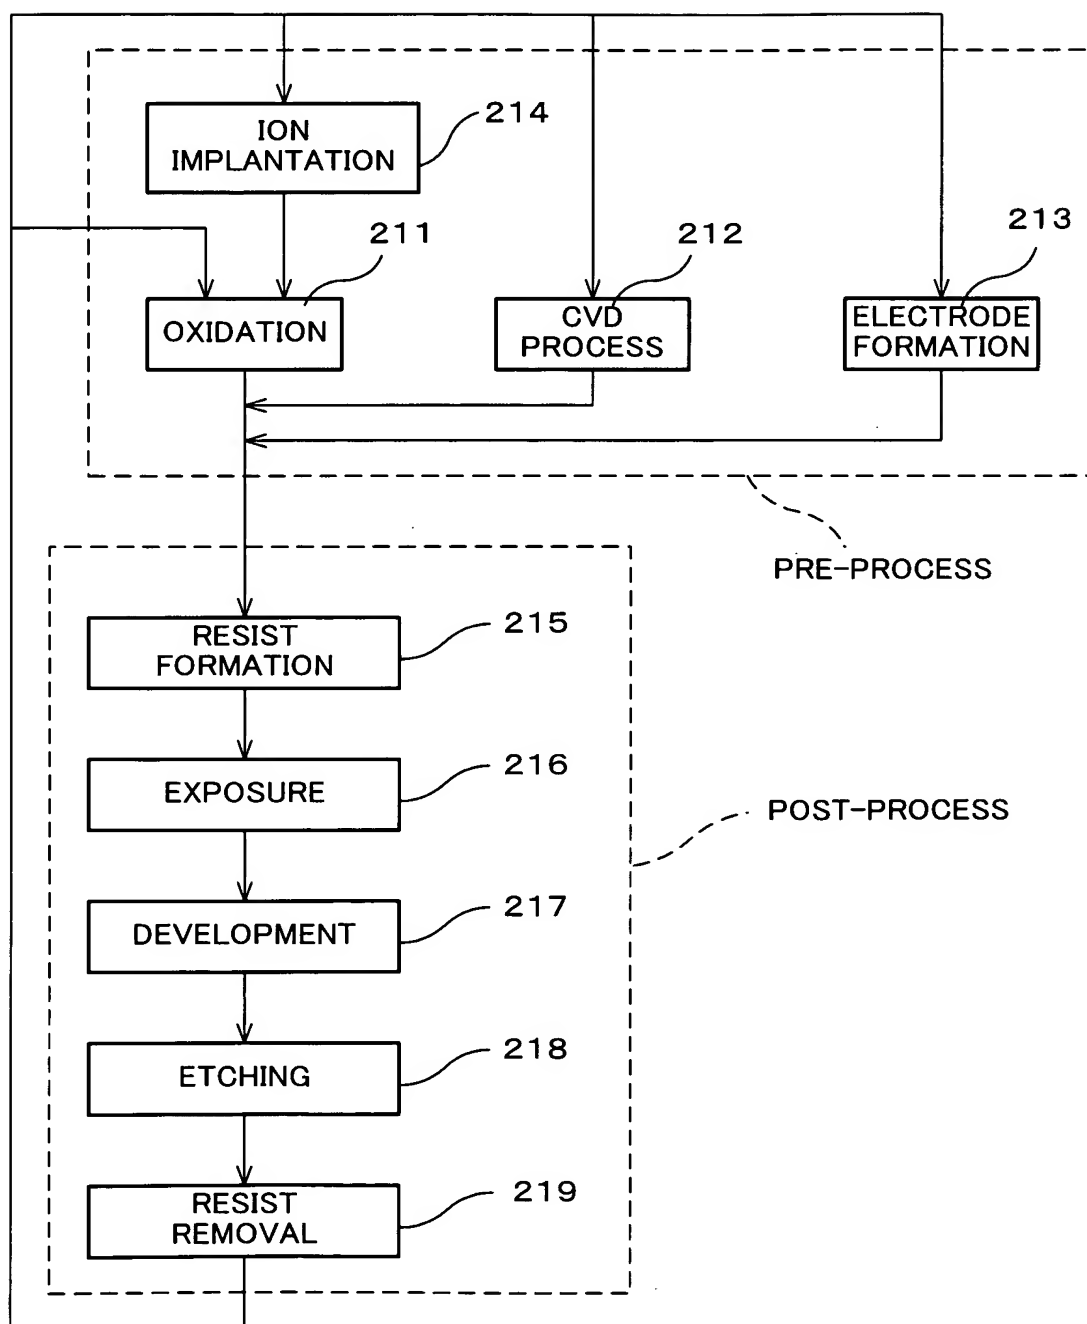 ION
IMPLANTATION
214
211
212
213
OXIDATION
CVD
PROCESS
ELECTRODE
FORMATION
PRE-PROCESS
RESIST
FORMATION
215
EXPOSURE
216
POST-PROCESS
DEVELOPMENT
217
ETCHING
218
RESIST
REMOVAL
219